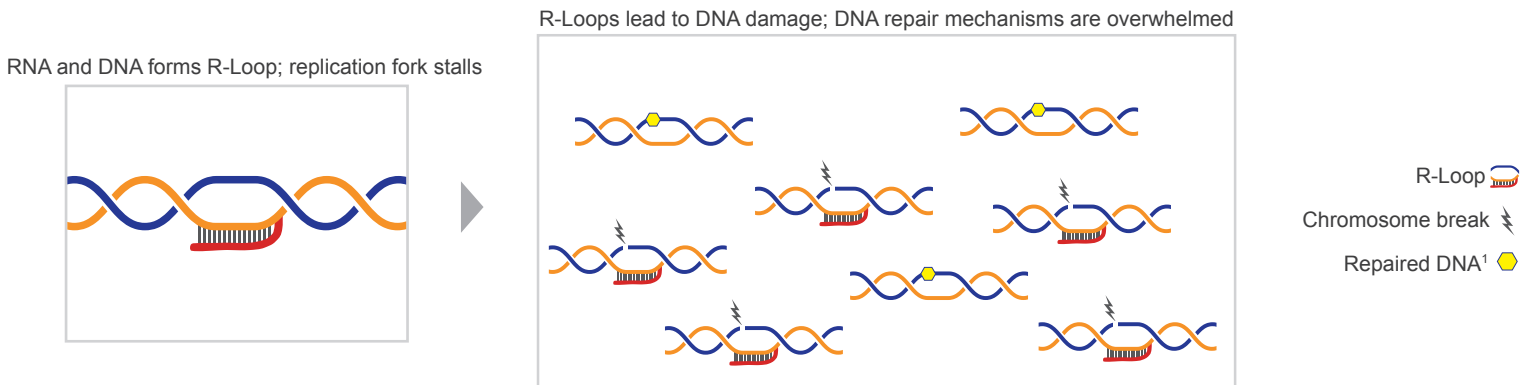 R-Loops lead to DNA damage; DNA repair mechanisms are overwhelmed
RNA and DNA forms R-Loop; replication fork stalls
R-Loop
Chromosome break
Repaired DNA¹